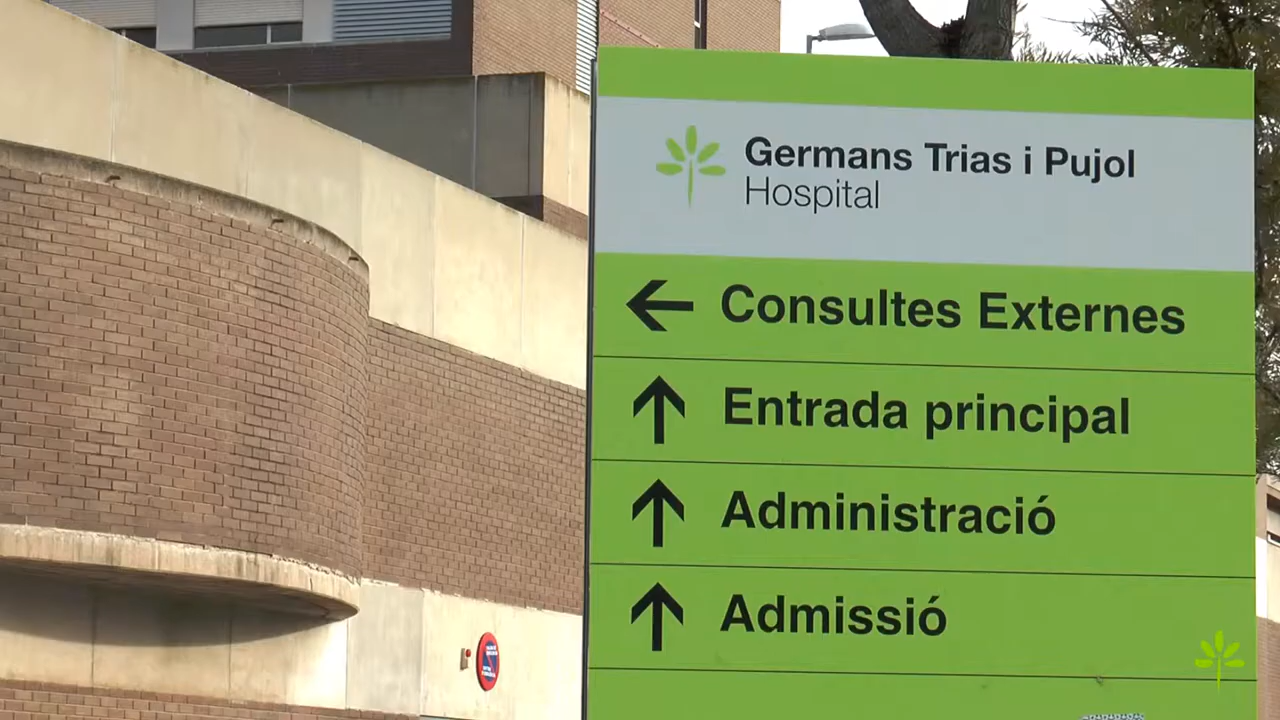 Germans Trias i Pujol
Hospital
Consultes Externes
Entrada principal
Administració
Admissió